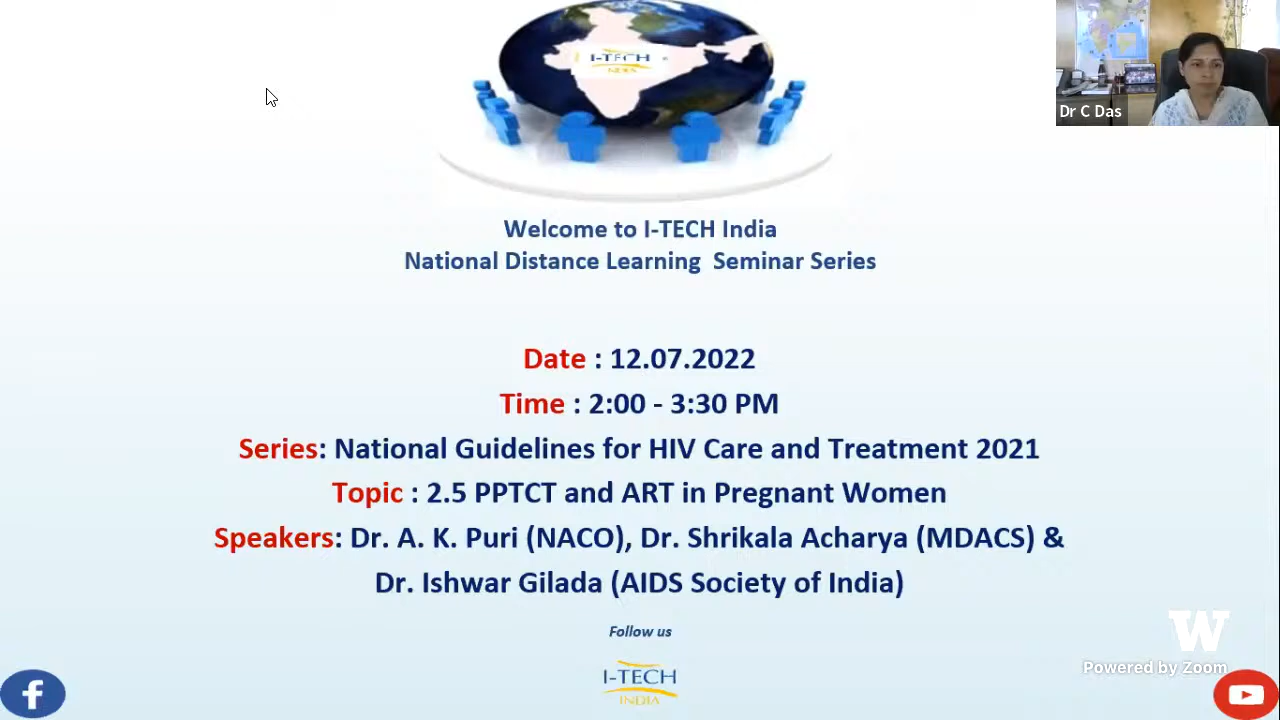 I-TECH
INDIA
Dr C Das
Welcome to I-TECH India
National Distance Learning Seminar Series
Date : 12.07.2022
Time : 2:00 - 3:30 PM
Series: National Guidelines for HIV Care and Treatment 2021
Topic : 2.5 PPTCT and ART in Pregnant Women
Speakers: Dr. A. K. Puri (NACO), Dr. Shrikala Acharya (MDACS) &
Dr. Ishwar Gilada (AIDS Society of India)
Follow us
W
Powered by Zoom
I-TECH
INDIA
f